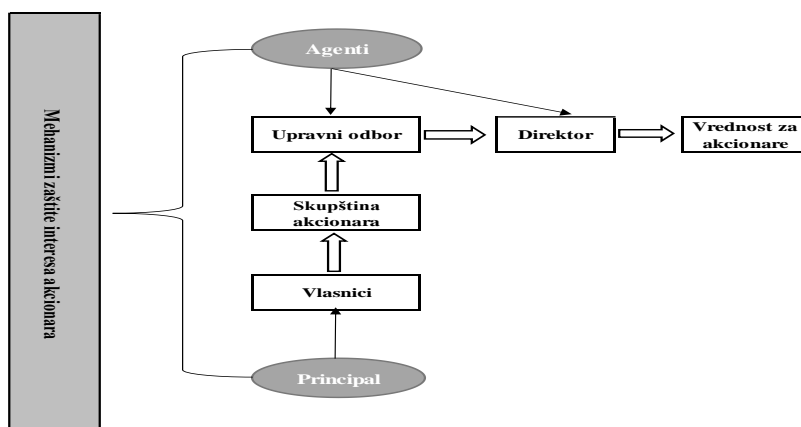 Mehanizmi zaštite interesa akcionara
Agenti
Upravni odbor
Direktor
Vrednost za
akcionare
Skupština
akcionara
Vlasnici
Principal